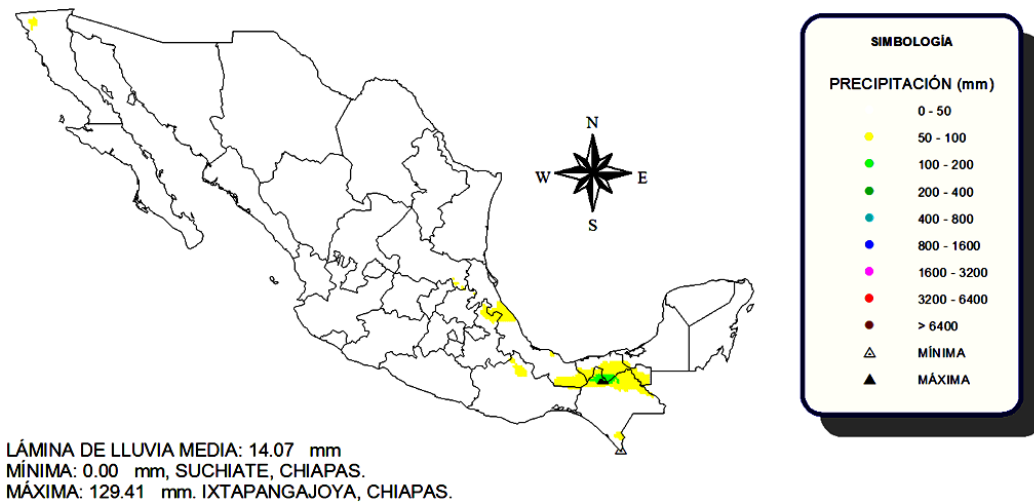 N
W E
S
LÁMINA DE LLUVIA MEDIA: 14.07 mm
MÍNIMA: 0.00 mm, SUCHIATE, CHIAPAS.
MÁXIMA: 129.41 mm. IXTAPANGAJOYA, CHIAPAS.
SIMBOLOGÍA
PRECIPITACIÓN (mm)
0 - 50
50 - 100
100 - 200
200 - 400
400 - 800
800 - 1600
1600 - 3200
3200 - 6400
> 6400
MÍNIMA
MÁXIMA